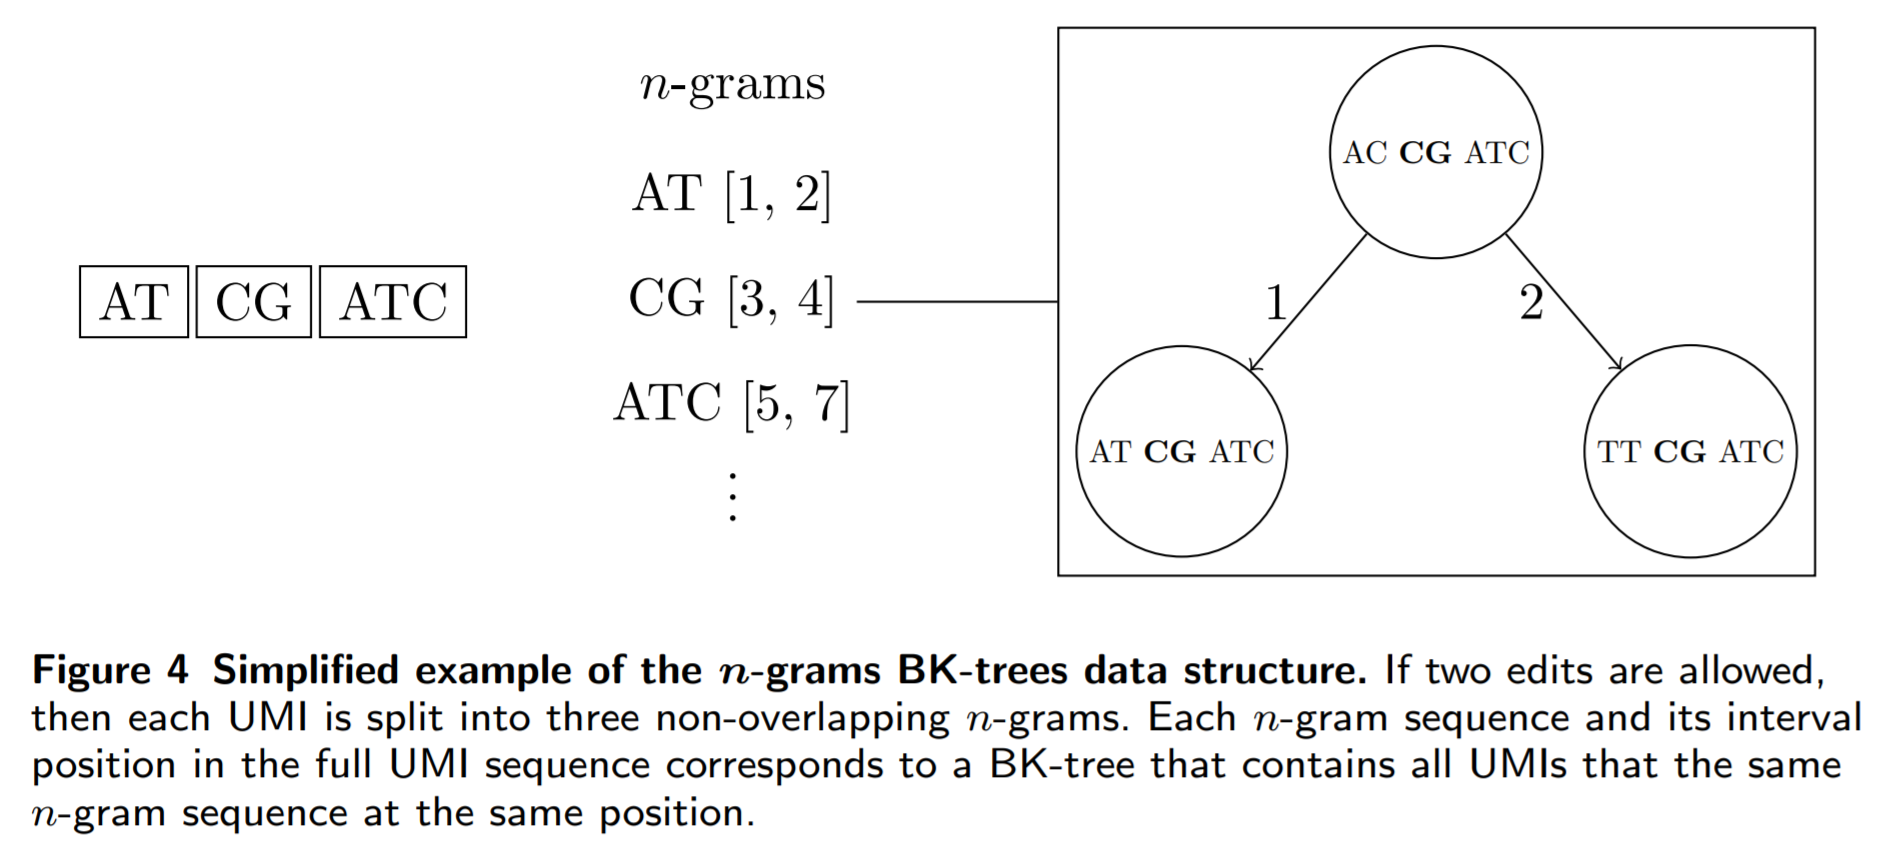 n-grams
AT [1, 2]
AT CG ATC
CG [3, 4]
ATC [5, 7]
⋮
AC CG ATC
1
2
AT CG ATC
TT CG ATC
Figure 4 Simplified example of the n-grams BK-trees data structure. If two edits are allowed,
then each UMI is split into three non-overlapping n-grams. Each n-gram sequence and its interval
position in the full UMI sequence corresponds to a BK-tree that contains all UMIs that the same
n-gram sequence at the same position.